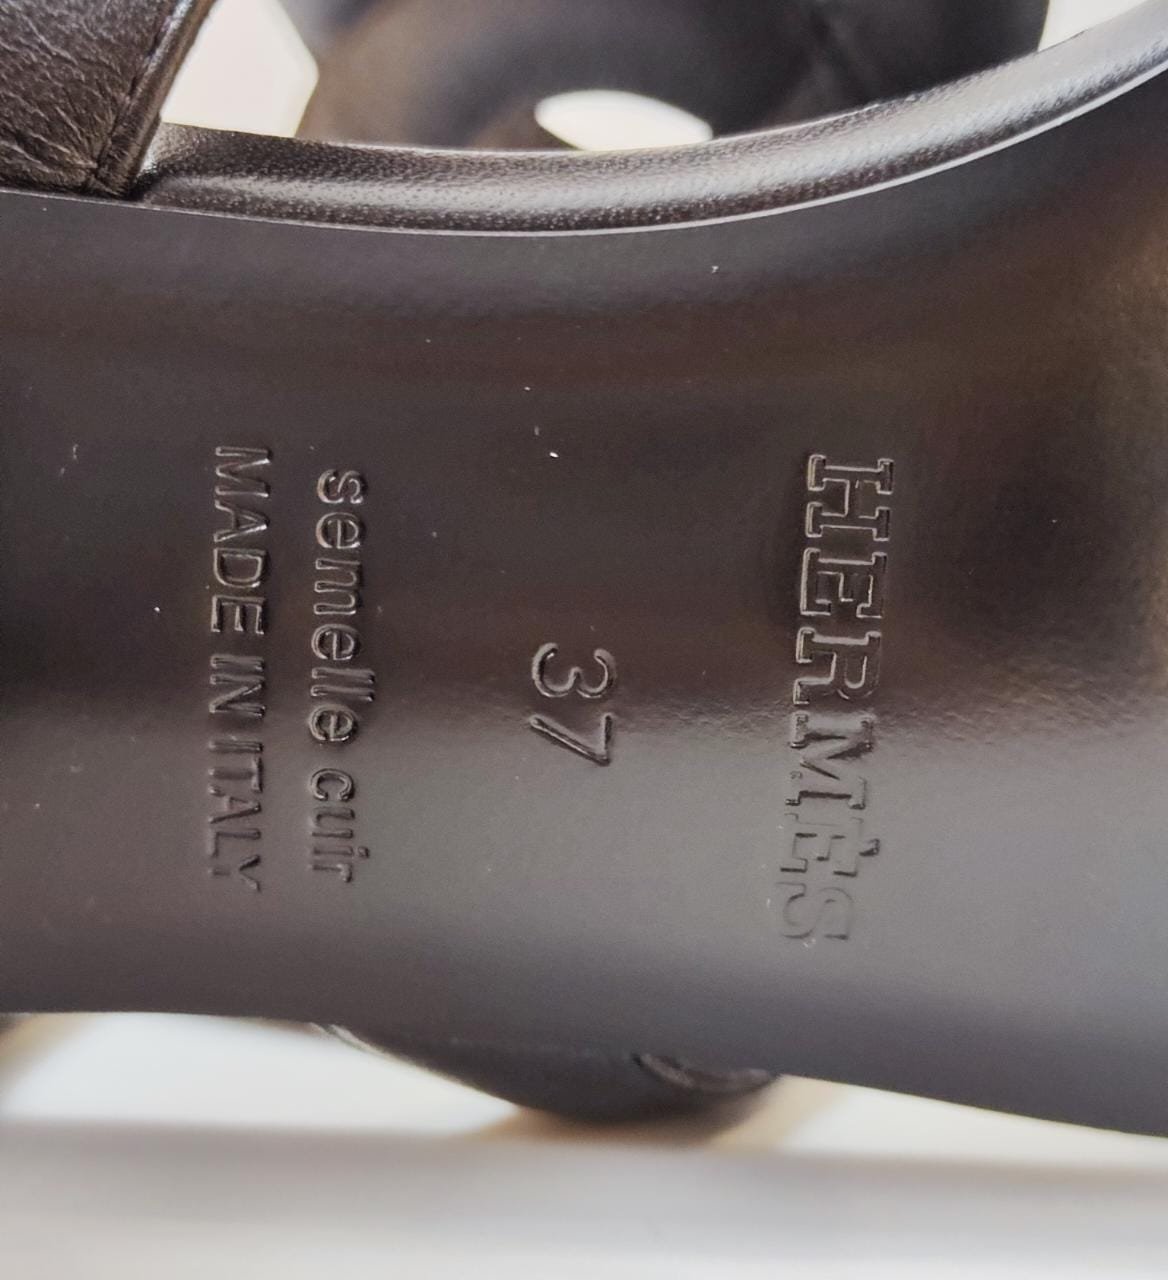 HERMÈS
37
semelle cuir
MADE IN ITALY